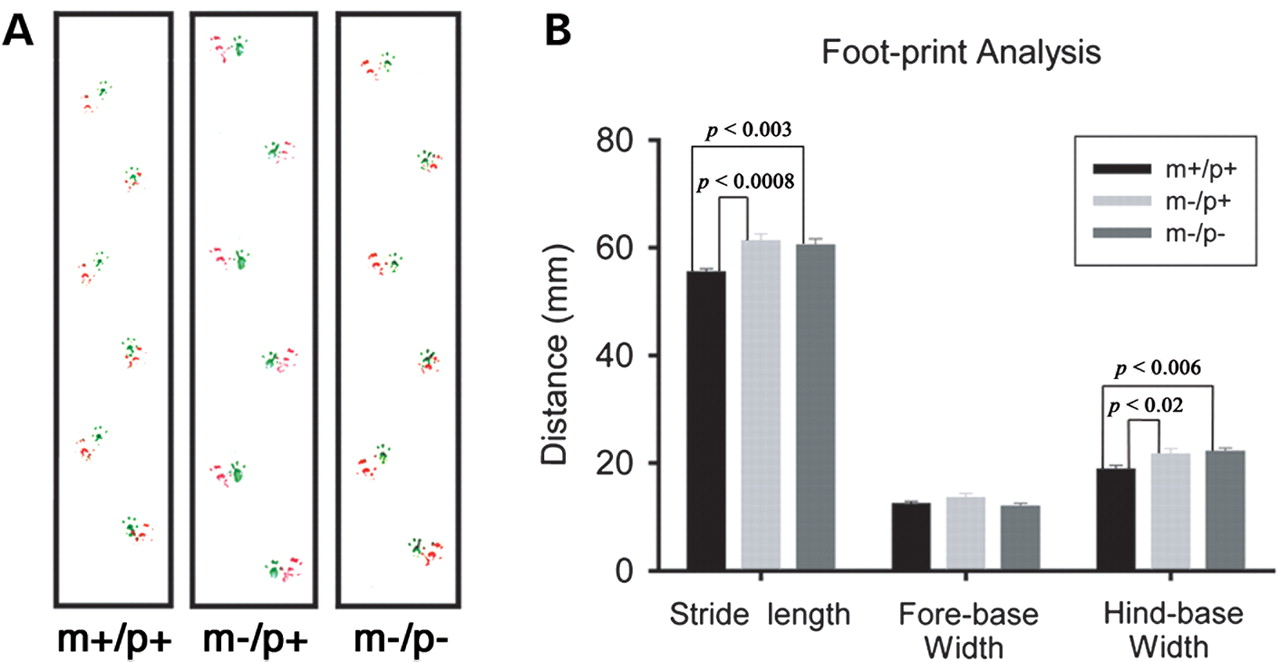 A
m+/p+
m-/p+
m-/p-
B
Foot-print Analysis
Distance (mm)
80
60
40
20
0
p < 0.003
p < 0.0008
p < 0.006
p < 0.02
m+/p+
m-/p+
m-/p-
Stride length
Fore-base
Width
Hind-base
Width